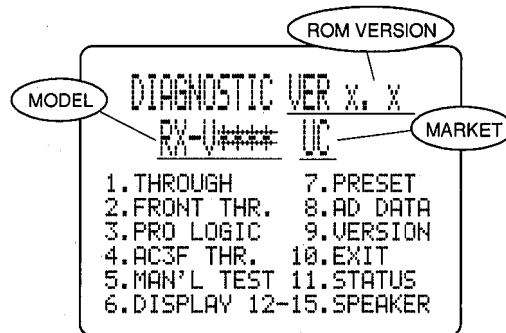 ROM VERSION
DIAGNOSTIC VER x. x
MODEL
RX-V**** UC
MARKET
1.THROUGH 7.PRESET
2.FRONT THR. 8.AD DATA
3.PRO LOGIC 9.VERSION
4.AC3F THR. 10.EXIT
5.MAN'L TEST 11.STATUS
6.DISPLAY 12-15.SPEAKER